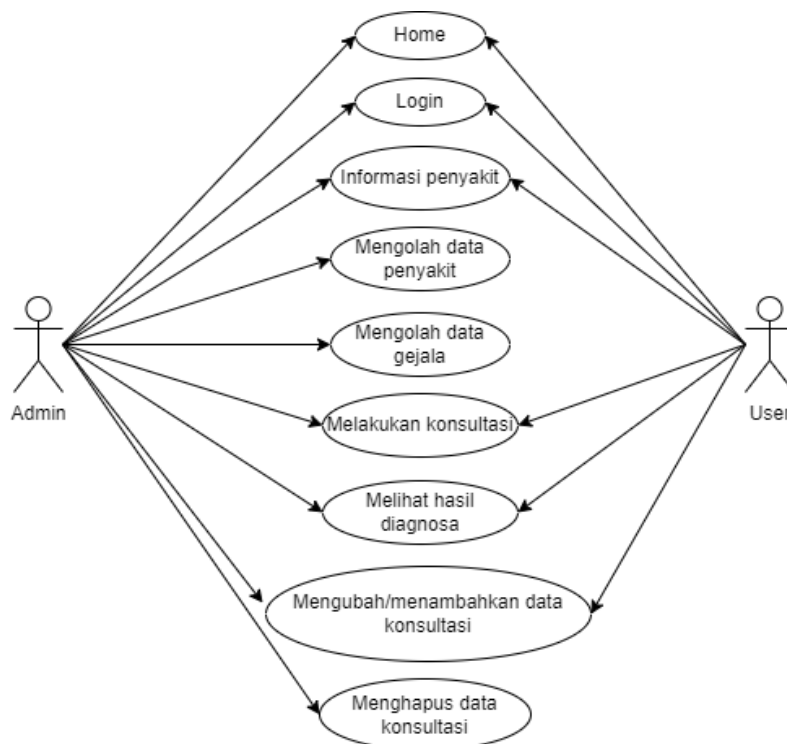 Home
Login
Informasi penyakit
Mengolah data
penyakit
Mengolah data
gejala
Admin
User
Melakukan konsultasi
Melihat hasil
diagnosa
Mengubah/menambahkan data
konsultasi
Menghapus data
konsultasi